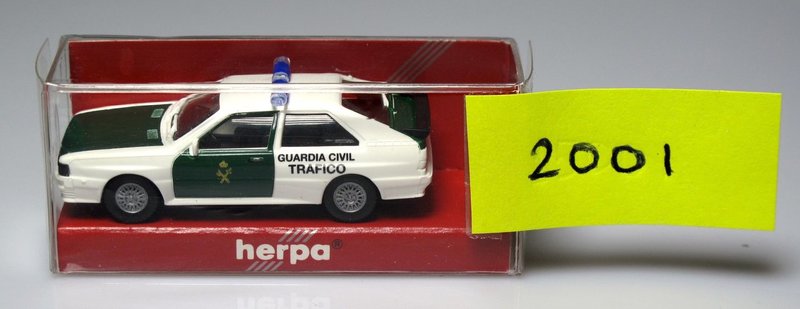 GUARDIA CIVIL
TRAFICO
herpa®
2001